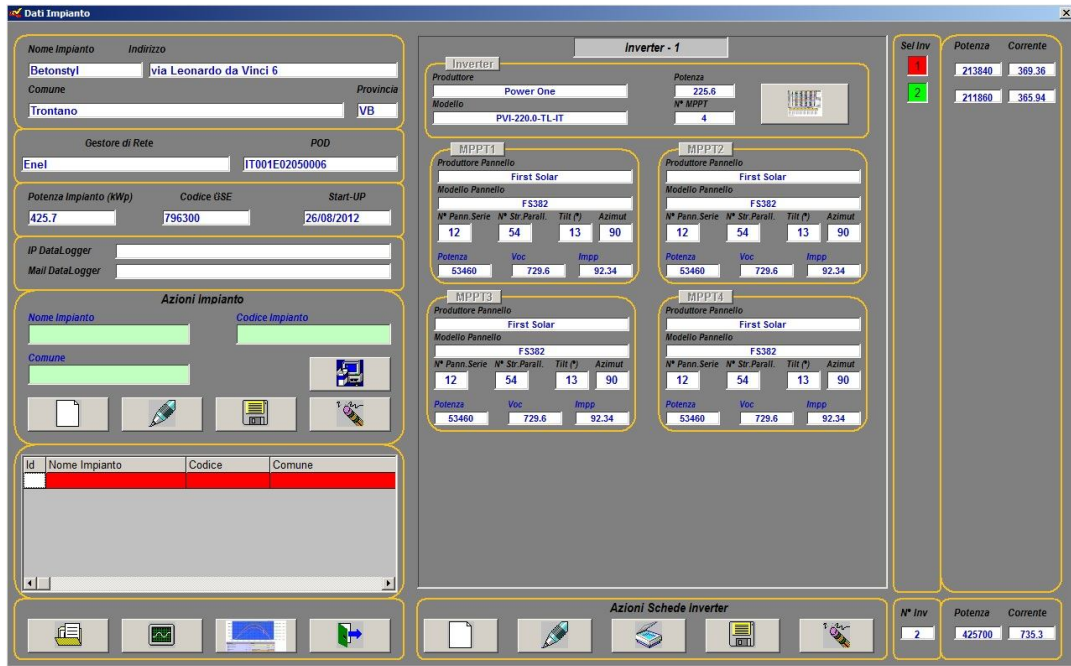 Dati Impianto
Nome Impianto Indirizzo
Betonstyl via Leonardo da Vinci 6
Comune Provincia
Trontano VB
Gestore di Rete POD
Enel IT001E02050006
Potenza Impianto (kWp) Codice GSE Start-UP
425.7 796300 26/08/2012
IP DataLogger
Mail DataLogger
Azioni Impianto
Nome Impianto Codice Impianto
Comune
Id Nome Impianto Codice Comune
inverter - 1
Inverter
Produttore Potenza
Power One 225.6
Modello N° MPPT
PVI-220.0-TL-IT 4
MPPT1
Produttore Pannello
First Solar
Modello Pannello
FS382
N° Pann.Serie N° Str.Parall. Tilt (°) Azimut
12 54 13 90
Potenza Voc Impp
53460 729.6 92.34
MPPT2
Produttore Pannello
First Solar
Modello Pannello
FS382
N° Pann.Serie N° Str.Parall. Tilt (°) Azimut
12 54 13 90
Potenza Voc Impp
53460 729.6 92.34
MPPT3
Produttore Pannello
First Solar
Modello Pannello
FS382
N° Pann.Serie N° Str.Parall. Tilt (°) Azimut
12 54 13 90
Potenza Voc Impp
53460 729.6 92.34
MPPT4
Produttore Pannello
First Solar
Modello Pannello
FS382
N° Pann.Serie N° Str.Parall. Tilt (°) Azimut
12 54 13 90
Potenza Voc Impp
53460 729.6 92.34
Azioni Schede inverter
Sel Inv Potenza Corrente
1 213840 369.36
2 211860 365.94
N° Inv Potenza Corrente
2 425700 735.3